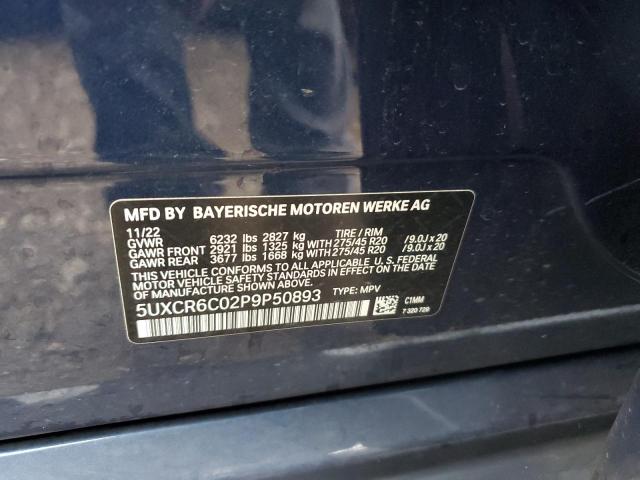 MFD BY BAYERISCHE MOTOREN WERKE AG
11/22 TIRE / RIM
GVWR 6232 lbs 2827 kg
GAWR FRONT 2921 lbs 1325 kg WITH 275/45 R20 /9.0J x 20
GAWR REAR 3677 lbs 1668 kg WITH 275/45 R20 /9.0J x 20
THIS VEHICLE CONFORMS TO ALL APPLICABLE U.S. FEDERAL
MOTOR VEHICLE SAFETY STANDARDS IN EFFECT ON THE
DATE OF MANUFACTURE SHOWN ABOVE.
5UXCR6C02P9P50893 TYPE: MPV
C1MM
7 320 728